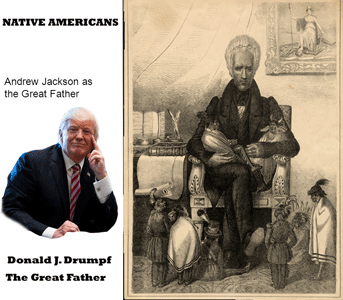 NATIVE AMERICANS
Andrew Jackson as
the Great Father
Donald J. Drumpf
The Great Father